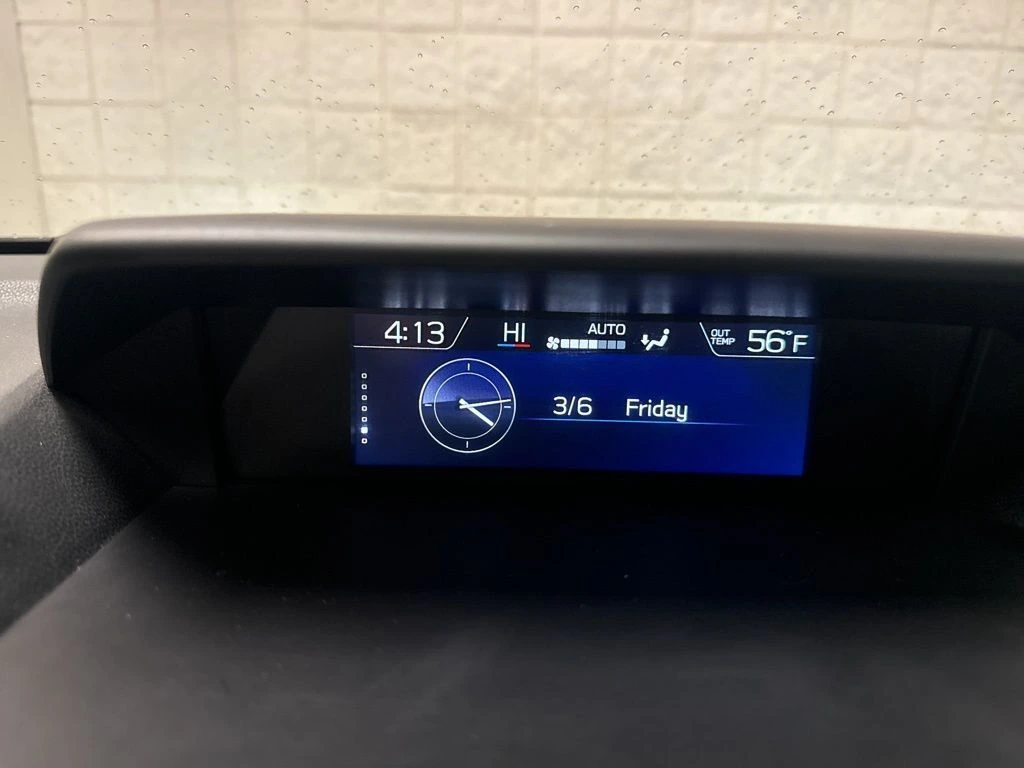 4:13 HI AUTO OUT TEMP 56°F
3/6 Friday